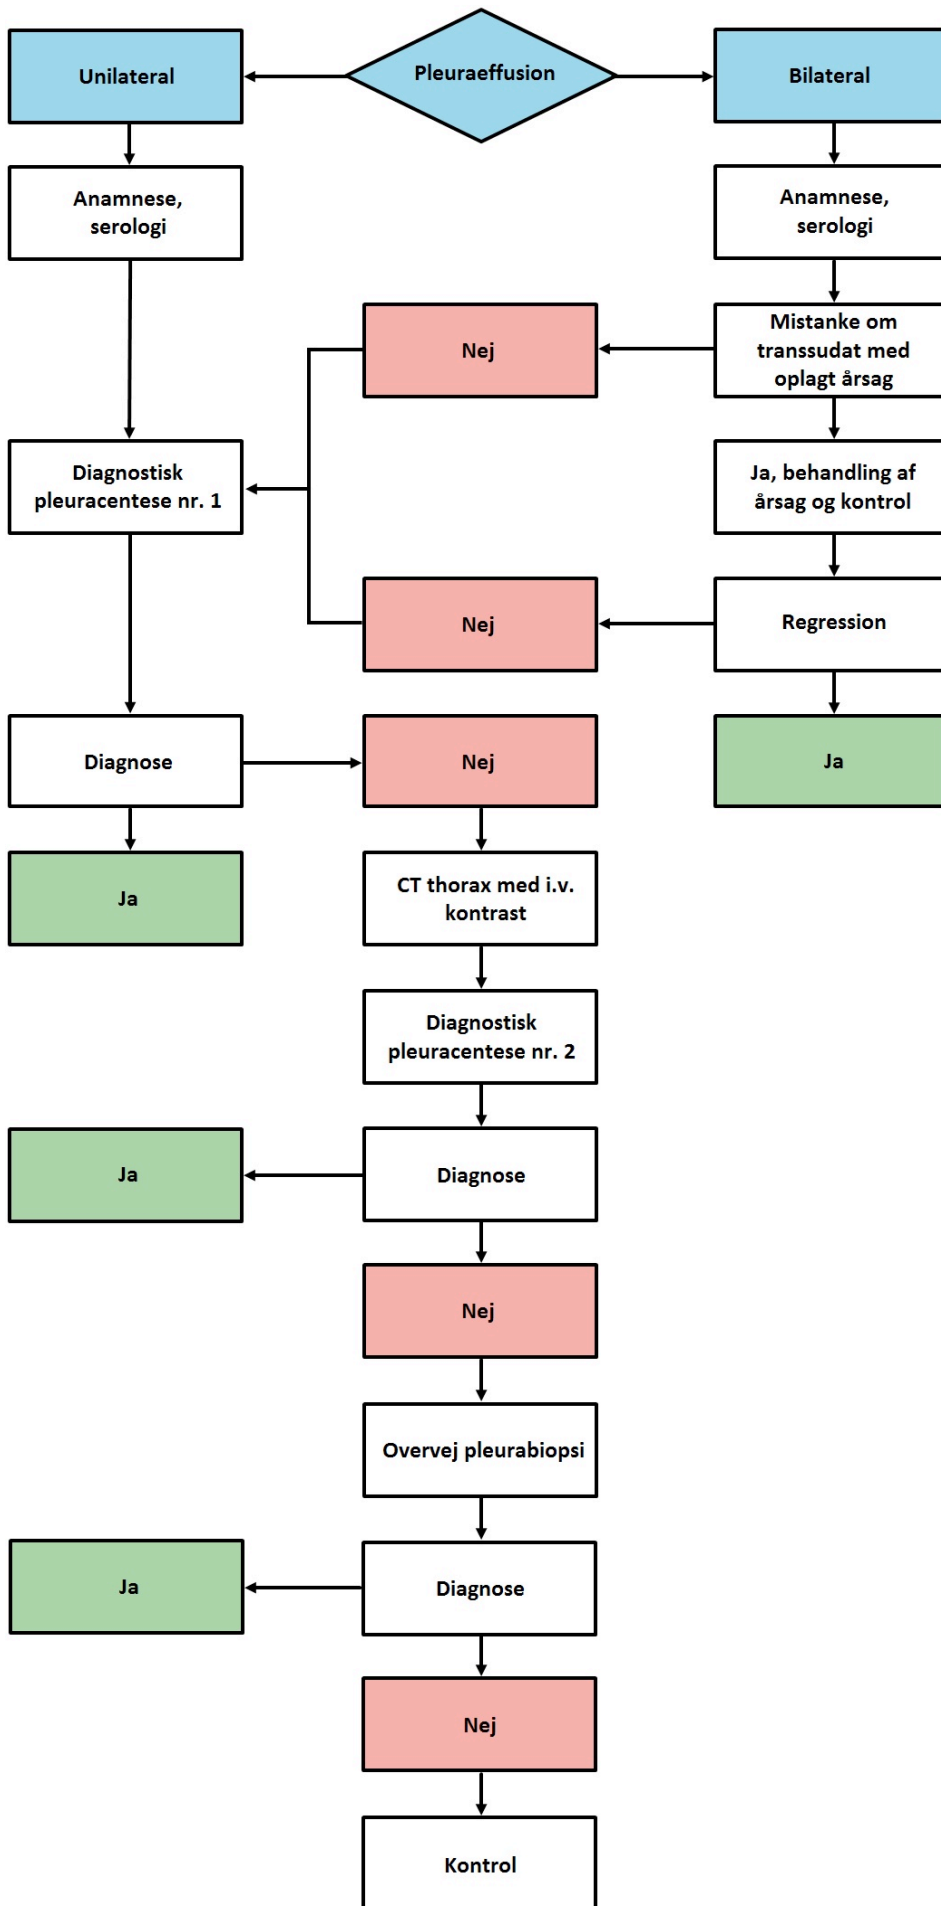 Pleuraeffusion
Unilateral
Bilateral
Anamnese,
serologi
Anamnese,
serologi
Nej
Mistanke om
transsudat med
oplagt årsag
Diagnostisk
pleuracentese nr. 1
Ja, behandling af
årsag og kontrol
Nej
Regression
Diagnose
Nej
Ja
Ja
CT thorax med i.v.
kontrast
Diagnostisk
pleuracentese nr. 2
Ja
Diagnose
Nej
Overvej pleurabiopsi
Ja
Diagnose
Nej
Kontrol